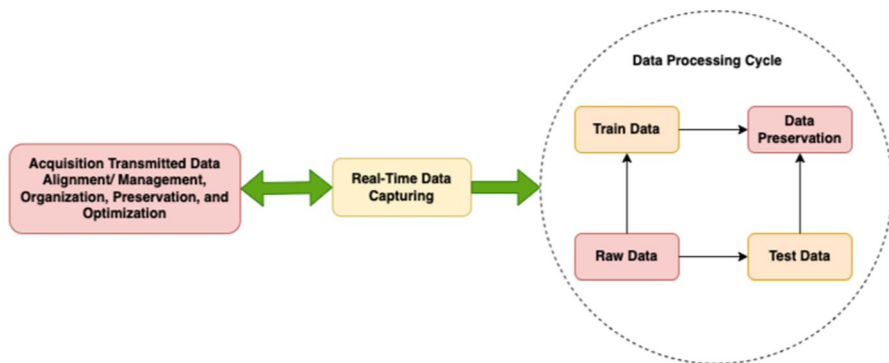 Data Processing Cycle
Train Data
Data
Preservation
Acquisition Transmitted Data
Alignment/ Management,
Organization, Preservation, and
Optimization
Real-Time Data
Capturing
Raw Data
Test Data